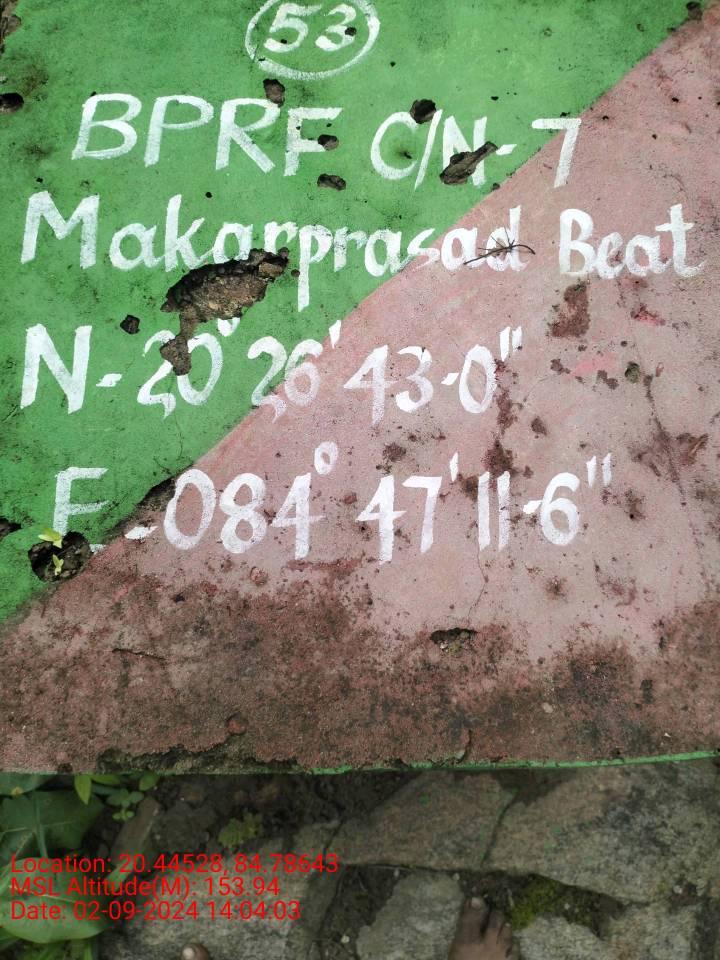 53
BPRF C/N-7
Makarprasad Beat
N-20° 26' 43-0"
E-084° 47' 11-6"
Location: 20.44528, 84.78643
MSL Altitude(M): 153.94
Date: 02-09-2024 14:04.03